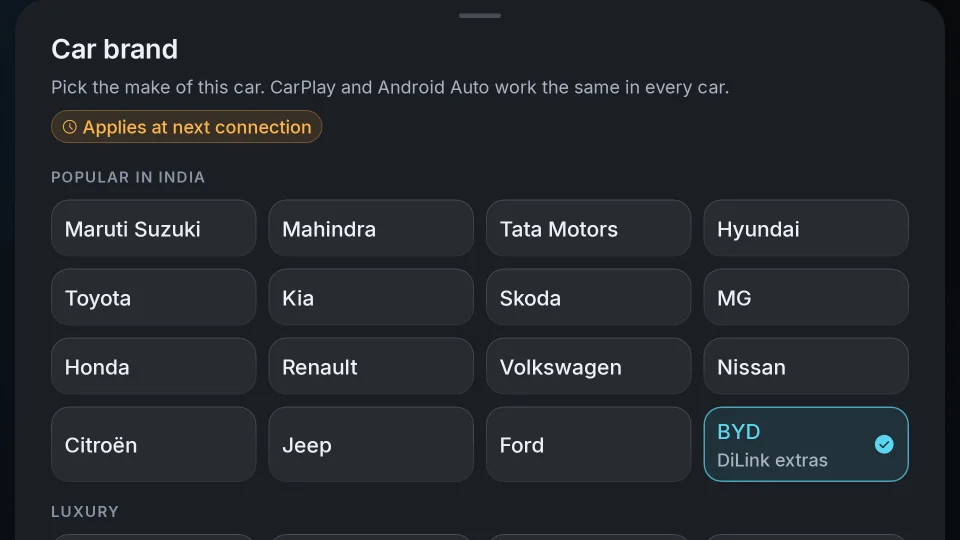 Car brand
Pick the make of this car. CarPlay and Android Auto work the same in every car.
Applies at next connection
POPULAR IN INDIA
Maruti Suzuki
Mahindra
Tata Motors
Hyundai
Toyota
Kia
Skoda
MG
Honda
Renault
Volkswagen
Nissan
Citroën
Jeep
Ford
BYD
DiLink extras
LUXURY